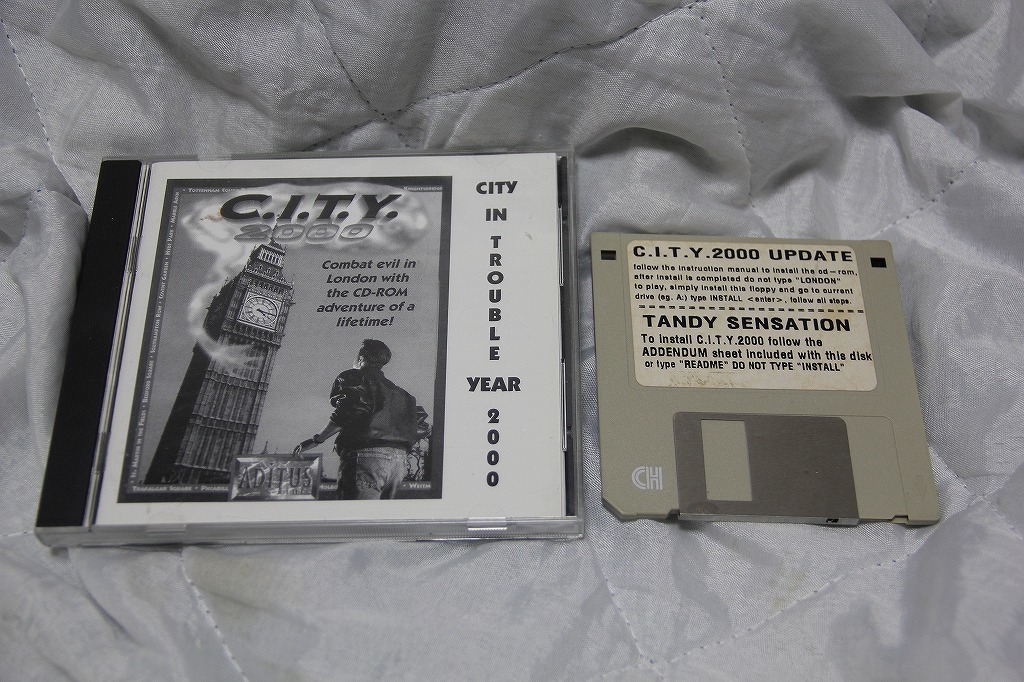 C.I.T.Y.
2000
Combat evil in
London with
the CD-ROM
adventure of a
lifetime!
ADITUS
CITY
IN
TROUBLE
YEAR
2000
C.I.T.Y.2000 UPDATE
follow the instruction manual to install the cd-rom,
after install is completed do not type "LONDON"
to play, simply install this floppy and go to current
drive (eg. A:) type INSTALL <enter>, follow all steps.
TANDY SENSATION
To install C.I.T.Y.2000 follow the
ADDENDUM sheet included with this disk
or type "README" DO NOT TYPE "INSTALL"